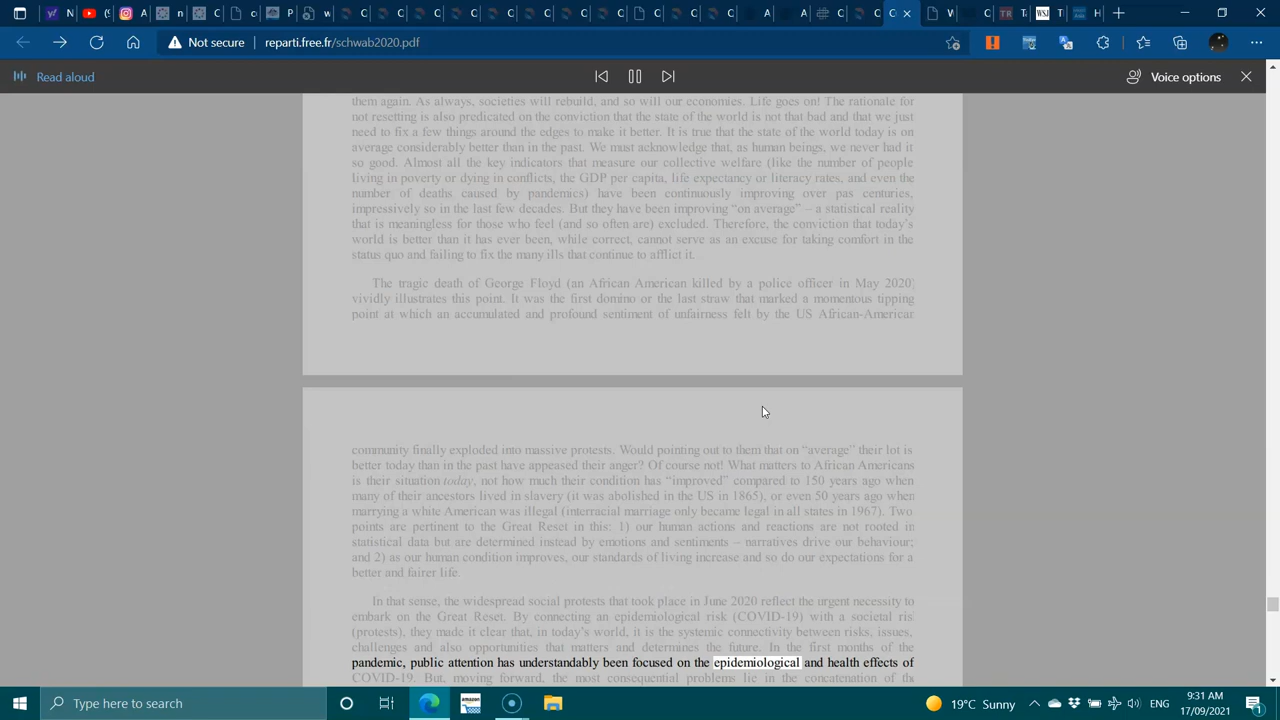 Not secure
reparti.free.fr/schwab2020.pdf
Read aloud
Voice options
them again. As always, societies will rebuild, and so will our economies. Life goes on! The rationale for
not resetting is also predicated on the conviction that the state of the world is not that bad and that we just
need to fix a few things around the edges to make it better. It is true that the state of the world today is on
average considerably better than in the past. We must acknowledge that, as human beings, we never had it
so good. Almost all the key indicators that measure our collective welfare (like the number of people
living in poverty or dying in conflicts, the GDP per capita, life expectancy or literacy rates, and even the
number of deaths caused by pandemics) have been continuously improving over pas centuries,
impressively so in the last few decades. But they have been improving “on average” – a statistical reality
that is meaningless for those who feel (and so often are) excluded. Therefore, the conviction that today’s
world is better than it has ever been, while correct, cannot serve as an excuse for taking comfort in the
status quo and failing to fix the many ills that continue to afflict it.
The tragic death of George Floyd (an African American killed by a police officer in May 2020)
vividly illustrates this point. It was the first domino or the last straw that marked a momentous tipping
point at which an accumulated and profound sentiment of unfairness felt by the US African-American
community finally exploded into massive protests. Would pointing out to them that on “average” their lot is
better today than in the past have appeased their anger? Of course not! What matters to African Americans
is their situation today, not how much their condition has “improved” compared to 150 years ago when
many of their ancestors lived in slavery (it was abolished in the US in 1865), or even 50 years ago when
marrying a white American was illegal (interracial marriage only became legal in all states in 1967). Two
points are pertinent to the Great Reset in this: 1) our human actions and reactions are not rooted in
statistical data but are determined instead by emotions and sentiments – narratives drive our behaviour;
and 2) as our human condition improves, our standards of living increase and so do our expectations for a
better and fairer life.
In that sense, the widespread social protests that took place in June 2020 reflect the urgent necessity to
embark on the Great Reset. By connecting an epidemiological risk (COVID-19) with a societal ris
(protests), they made it clear that, in today’s world, it is the systemic connectivity between risks, issues,
challenges and also opportunities that matters and determines the future. In the first months of the
pandemic, public attention has understandably been focused on the epidemiological and health effects of
COVID-19. But, moving forward, the most consequential problems lie in the concatenation of the
Type here to search
amazon
19°C Sunny
ENG
9:31 AM
17/09/2021